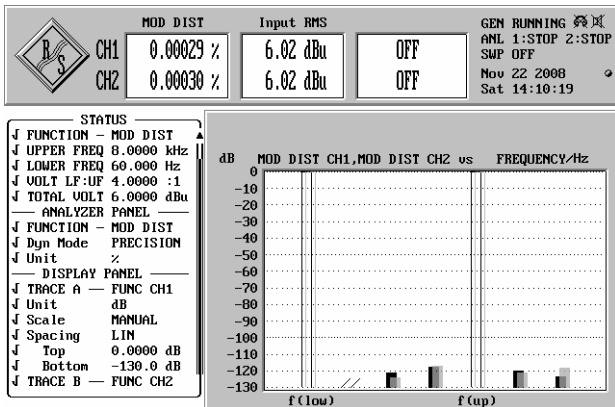 MOD DIST Input RMS
R S
CH1 0.00029 % 6.02 dBu OFF
CH2 0.00030 % 6.02 dBu OFF
GEN RUNNING
ANL 1:STOP 2:STOP
SWP OFF
Nov 22 2008
Sat 14:10:19
STATUS
FUNCTION - MOD DIST
UPPER FREQ 8.0000 kHz
LOWER FREQ 60.000 Hz
VOLT LF:UF 4.0000 :1
TOTAL VOLT 6.0000 dBu
ANALYZER PANEL
FUNCTION - MOD DIST
Dyn Mode PRECISION
Unit %
DISPLAY PANEL
TRACE A — FUNC CH1
Unit dB
Scale MANUAL
Spacing LIN
Top 0.0000 dB
Bottom -130.0 dB
TRACE B — FUNC CH2
dB MOD DIST CH1,MOD DIST CH2 vs FREQUENCY/Hz
0
-10
-20
-30
-40
-50
-60
-70
-80
-90
-100
-110
-120
-130
f(low) f(up)